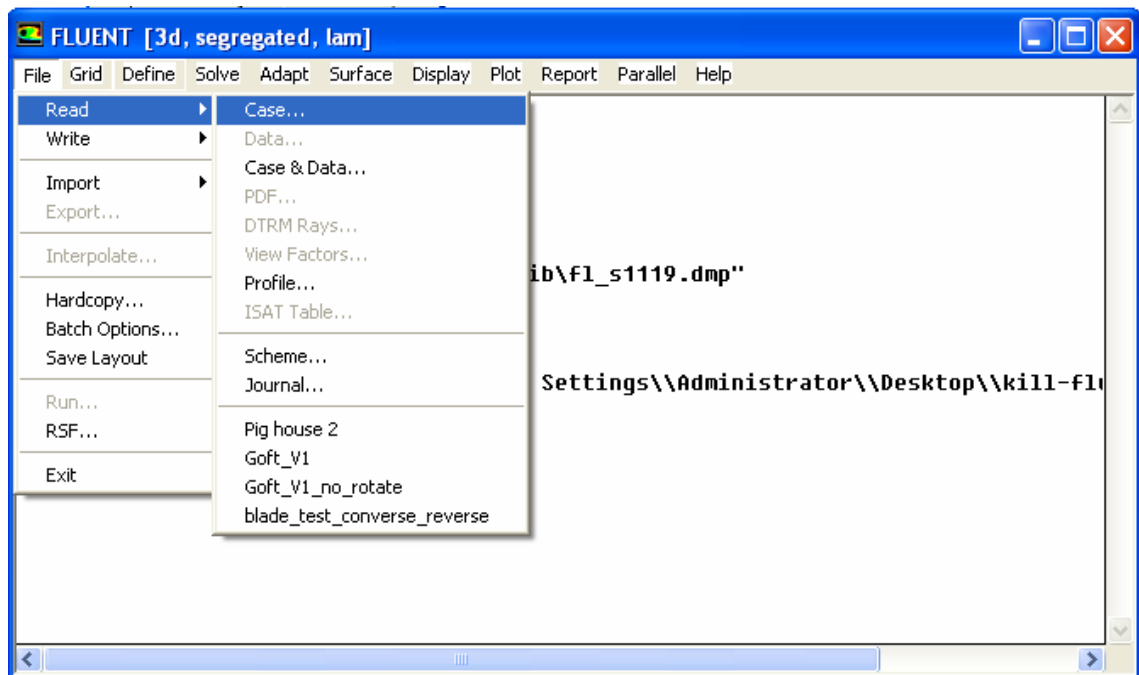 FLUENT [3d, segregated, lam]
File Grid Define Solve Adapt Surface Display Plot Report Parallel Help
Read
Write
Import
Export...
Interpolate...
Hardcopy...
Batch Options...
Save Layout
Run...
RSF...
Exit
Case...
Data...
Case & Data...
PDF...
DTRM Rays...
View Factors...
Profile...
ISAT Table...
Scheme...
Journal...
Pig house 2
Goft_V1
Goft_V1_no_rotate
blade_test_converse_reverse
ib\fl_s1119.dmp"
Settings\\Administrator\\Desktop\\kill-flu